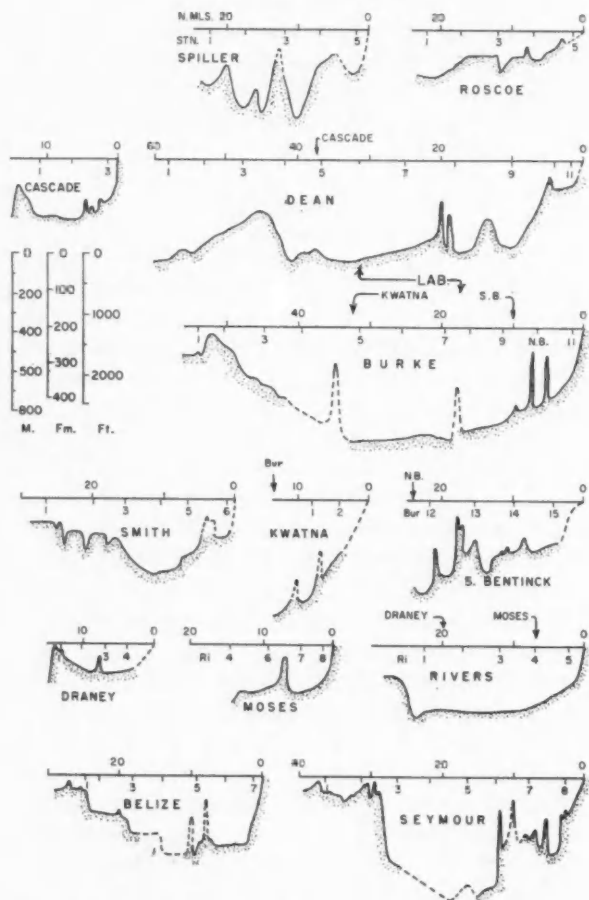 N.MLS. 20 0
20 0
STN. 1 3 5
1 3 5
SPILLER
ROSCOE
CASCADE
10 0
60 40 20 0
1 3
1 3 5 7 9 11
CASCADE
DEAN
LAB
KWATNA S.B.
0 0 0
200 100 1000
400 200 2000
600 300
800 400
M. Fm. Ft.
40 20 0
1 3 5 7 9 N.B. 11
BURKE
Bur
N.B.
20 0
10 0
20 0
1 3 5 6
1 2
Bur 12 13 14 15
SMITH
KWATNA
S. BENTINCK
DRANEY MOSES
10 0
20 10 0
20 0
3 4
Ri 4 6 7 8
Ri 1 3 4 5
DRANEY
MOSES
RIVERS
20 0
40 20 0
1 3 5 7
3 5 7 8
BELIZE
SEYMOUR